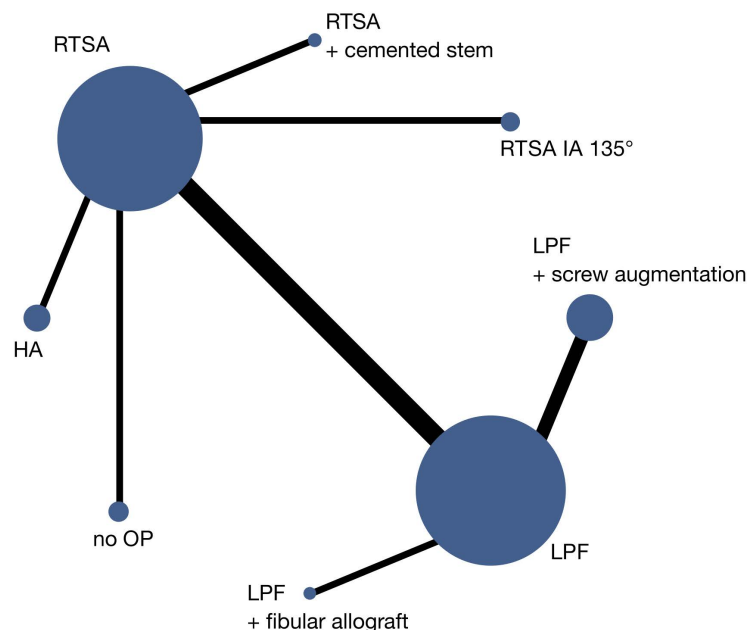 RTSA
RTSA
+ cemented stem
RTSA IA 135°
LPF
+ screw augmentation
HA
no OP
LPF
LPF
+ fibular allograft